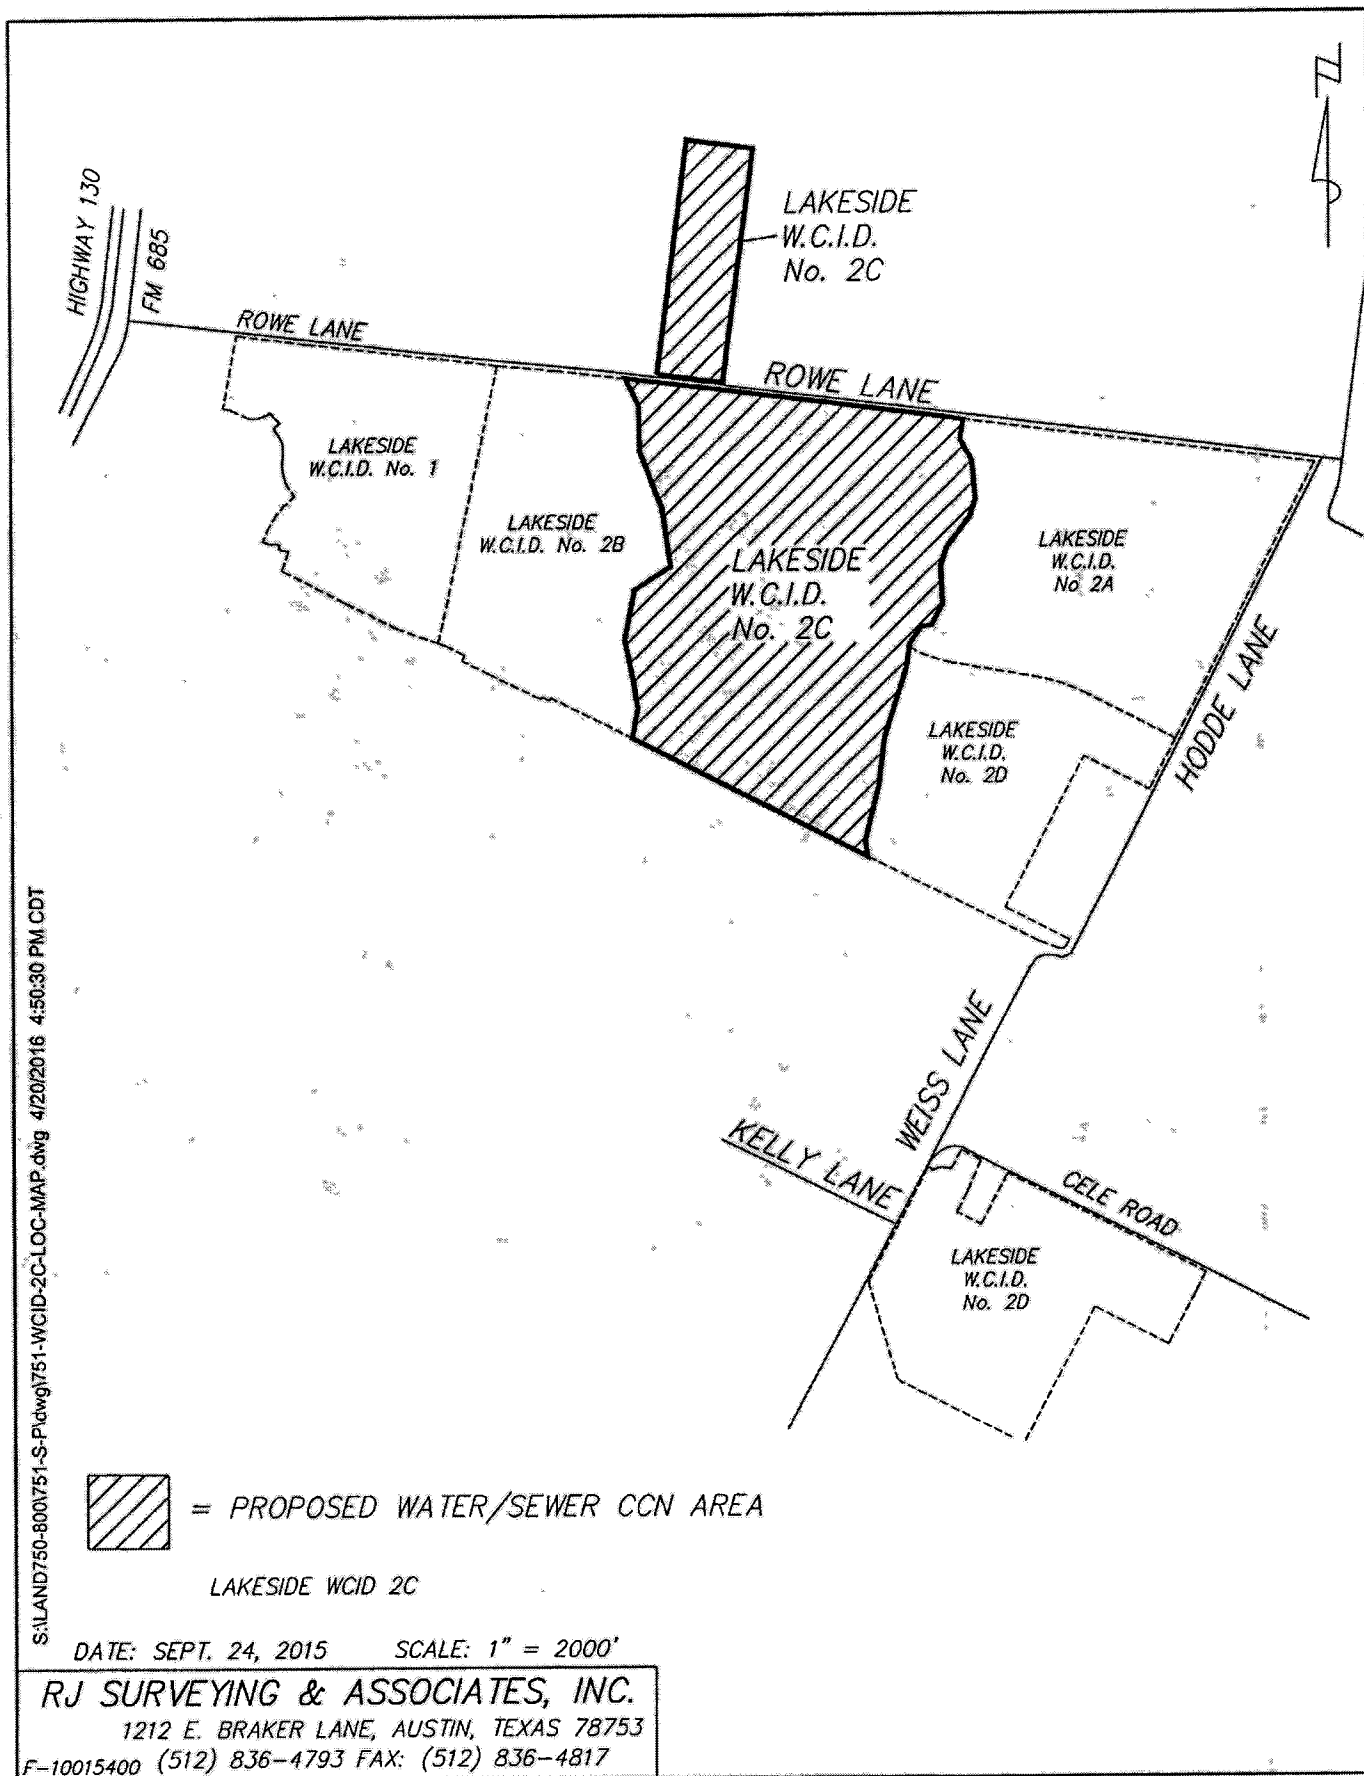 N
HIGHWAY 130
FM 685
LAKESIDE
W.C.I.D.
No. 2C
ROWE LANE
ROWE LANE
LAKESIDE
W.C.I.D. No. 1
LAKESIDE
W.C.I.D. No. 2B
LAKESIDE
W.C.I.D.
No. 2C
LAKESIDE
W.C.I.D.
No 2A
HODDE LANE
LAKESIDE
W.C.I.D.
No. 2D
WEISS LANE
KELLY LANE
CELE ROAD
LAKESIDE
W.C.I.D.
No. 2D
S:\LAND750-800\751-S-P\dwg\751-WCID-2C-LOC-MAP.dwg 4/20/2016 4:50:30 PM CDT
= PROPOSED WATER/SEWER CCN AREA
LAKESIDE WCID 2C
DATE: SEPT. 24, 2015 SCALE: 1" = 2000'
RJ SURVEYING & ASSOCIATES, INC.
1212 E. BRAKER LANE, AUSTIN, TEXAS 78753
F-10015400 (512) 836-4793 FAX: (512) 836-4817